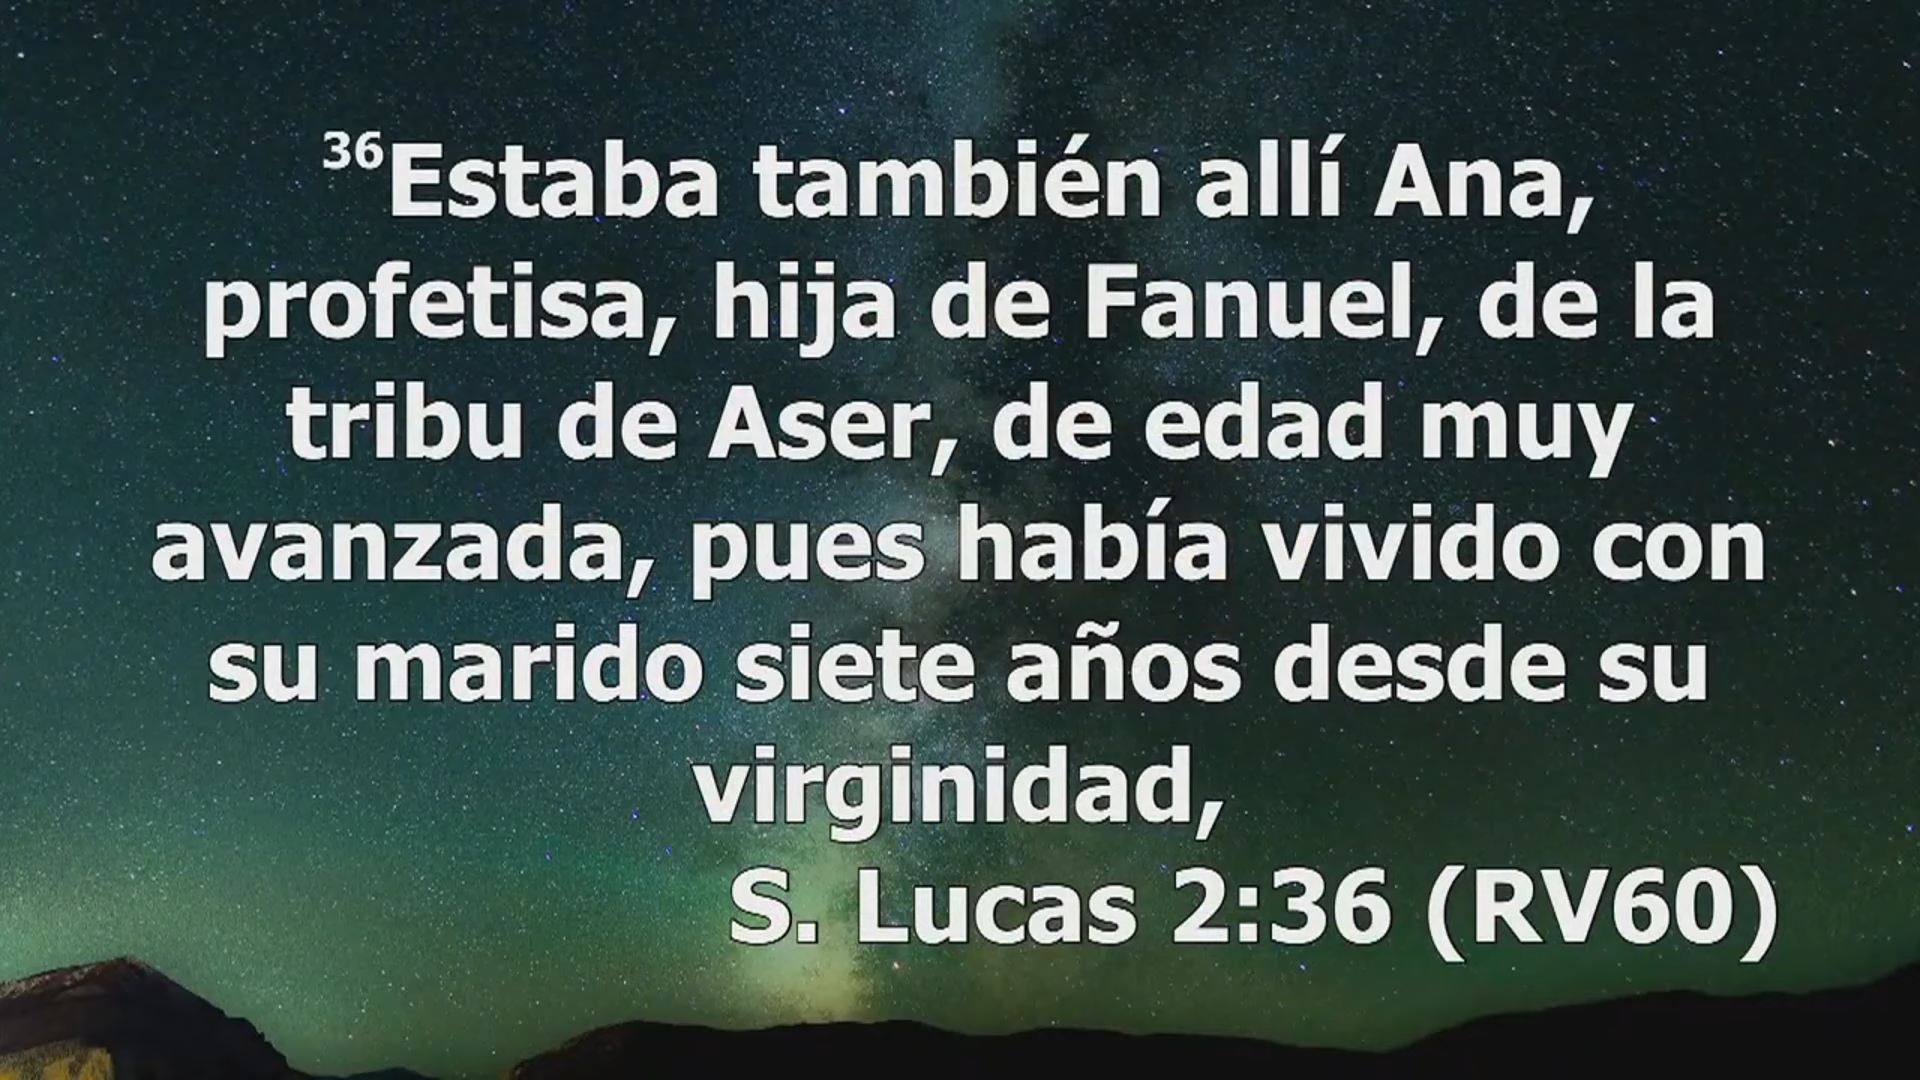 36Estaba también allí Ana,
profetisa, hija de Fanuel, de la
tribu de Aser, de edad muy
avanzada, pues había vivido con
su marido siete años desde su
virginidad,
S. Lucas 2:36 (RV60)